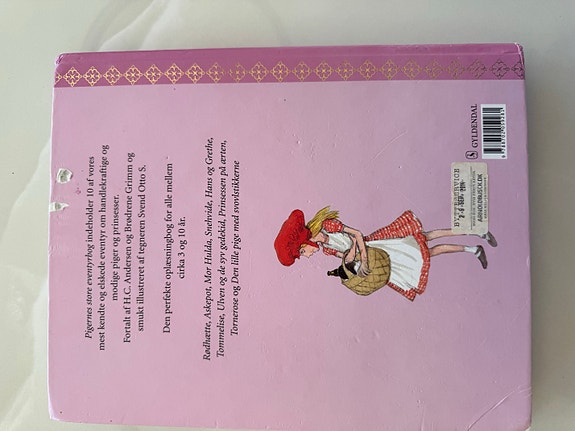 Pigernes store eventyrbog indeholder 10 af vores
mest kendte og elskede eventyr om handlekraftige og
modige piger og prinsesser.
Fortalt af H.C. Andersen og Brødrene Grimm og
smukt illustreret af tegneren Svend Otto S.
Den perfekte oplæsningbog for alle mellem
cirka 3 og 10 år.
Rødhætte, Askepot, Mor Hulda, Snehvide, Hans og Grethe,
Tommelise, Ulven og de syv gedekid, Prinsessen på ærten,
Tornerose og Den lille pige med svovlstikkerne
GYLDENDAL